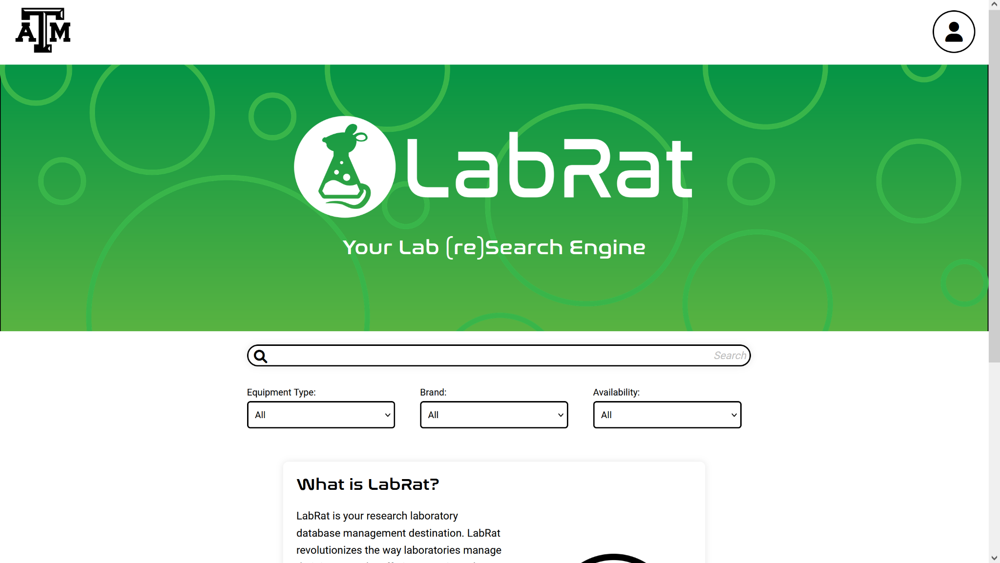 ATM
LabRat
Your Lab (re)Search Engine
Search
Equipment Type:
Brand:
Availability:
All
All
All
What is LabRat?
LabRat is your research laboratory
database management destination. LabRat
revolutionizes the way laboratories manage